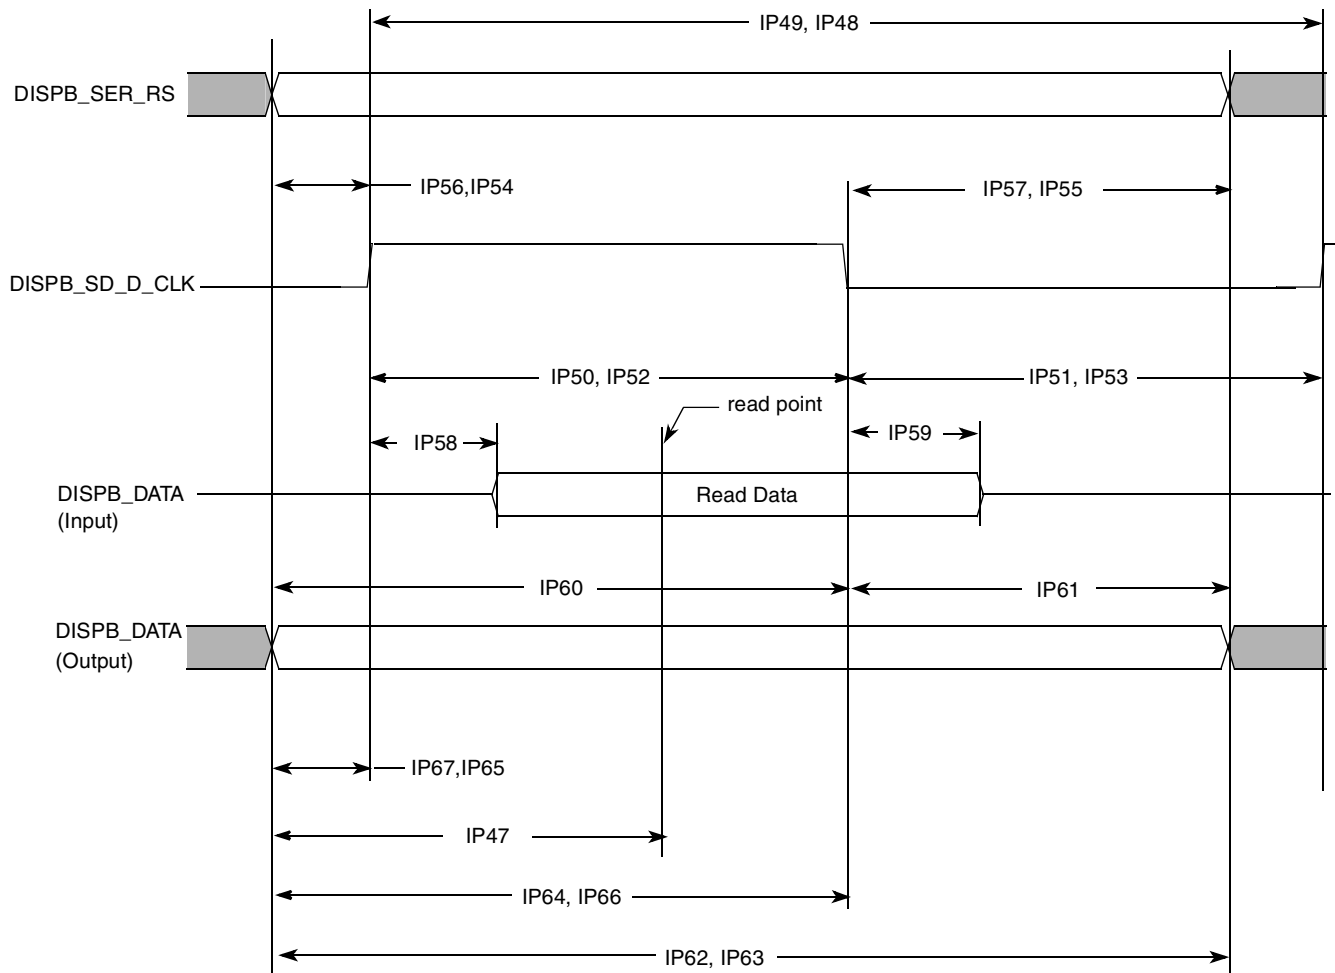 IP49, IP48
DISPB_SER_RS
IP56,IP54
IP57, IP55
DISPB_SD_D_CLK
IP50, IP52
IP51, IP53
read point
IP58
IP59
DISPB_DATA
(Input)
Read Data
IP60
IP61
DISPB_DATA
(Output)
IP67,IP65
IP47
IP64, IP66
IP62, IP63